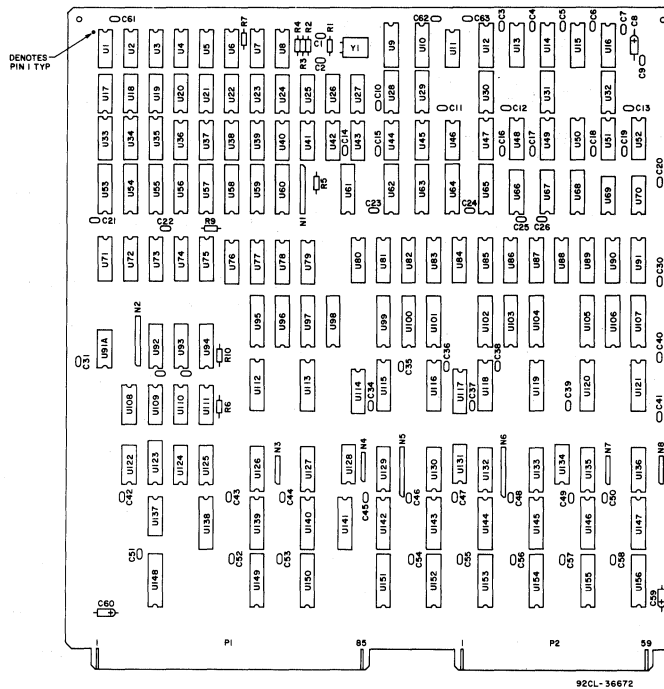 C61 R7 R4 R2 C1 R1 C62 C63 C3 C4 C5 C6 C7 C8
DENOTES
PIN 1 TYP
U1 U2 U3 U4 U5 U6 U7 U8 R3 C2 Y1 U9 U10 U11 U12 U13 U14 U15 U16 C9
U17 U18 U19 U20 U21 U22 U23 U24 U25 U26 U27 C10 U28 U29 C11 U30 C12 U31 U32 C13
U33 U34 U35 U36 U37 U38 U39 U40 U41 U42 C14 U43 C15 U44 U45 U46 U47 C16 U48 C17 U49 U50 C18 U51 C19 U52
U53 U54 U55 U56 U57 U58 U59 U60 N1 R5 U61 U62 U63 U64 U65 U66 U67 U68 U69 U70 C20
C21 C22 R9 C23 C24 C25 C26
U71 U72 U73 U74 U75 U76 U77 U78 U79 U80 U81 U82 U83 U84 U85 U86 U87 U88 U89 U90 U91 C30
N2 U95 U96 U97 U98 U99 U100 U101 U102 U103 U104 U105 U106 U107
C31 U91A U92 U93 U94 R10 C35 C36 C38 C40
U112 U113 U114 C34 U115 U116 U117 C37 U118 U119 C39 U120 U121
U108 U109 U110 U111 R6 C41
U122 U123 U124 U125 U126 N3 U127 U128 N4 U129 N5 U130 U131 U132 N6 U133 U134 U135 N7 U136 N8
C42 C43 C44 C45 C46 C47 C48 C49 C50
U137 U138 U139 U140 U141 U142 U143 U144 U145 U146 U147
C51 C52 C53 C54 C55 C56 C57 C58
U148 U149 U150 U151 U152 U153 U154 U155 U156 C59
C60
1 P1 85 1 P2 59
92CL-36672